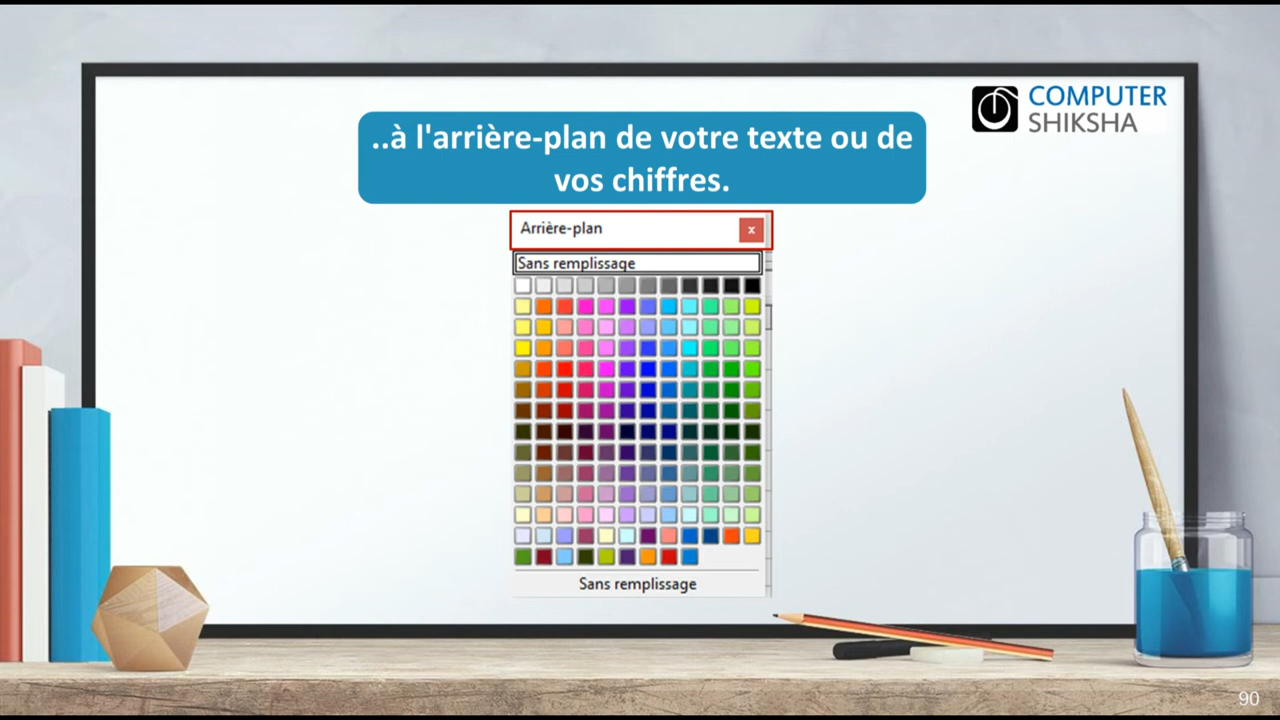 COMPUTER
SHIKSHA
..à l'arrière-plan de votre texte ou de
vos chiffres.
Arrière-plan
x
Sans remplissage
Sans remplissage
90